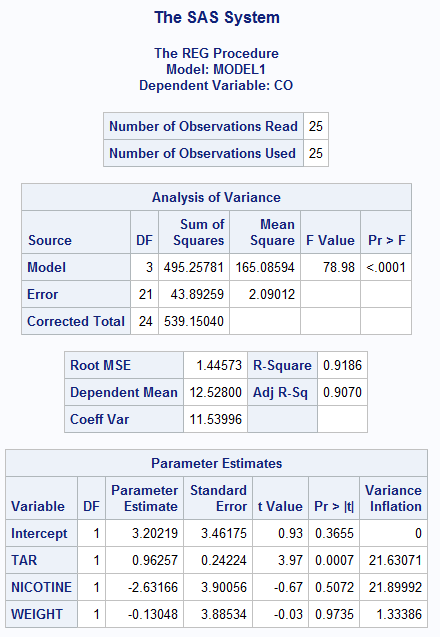 The SAS System
The REG Procedure
Model: MODEL1
Dependent Variable: CO
Number of Observations Read 25
Number of Observations Used 25
Analysis of Variance
Source DF Sum of Squares Mean Square F Value Pr > F
Model 3 495.25781 165.08594 78.98 <.0001
Error 21 43.89259 2.09012
Corrected Total 24 539.15040
Root MSE 1.44573 R-Square 0.9186
Dependent Mean 12.52800 Adj R-Sq 0.9070
Coeff Var 11.53996
Parameter Estimates
Variable DF Parameter Estimate Standard Error t Value Pr > |t| Variance Inflation
Intercept 1 3.20219 3.46175 0.93 0.3655 0
TAR 1 0.96257 0.24224 3.97 0.0007 21.63071
NICOTINE 1 -2.63166 3.90056 -0.67 0.5072 21.89992
WEIGHT 1 -0.13048 3.88534 -0.03 0.9735 1.33386